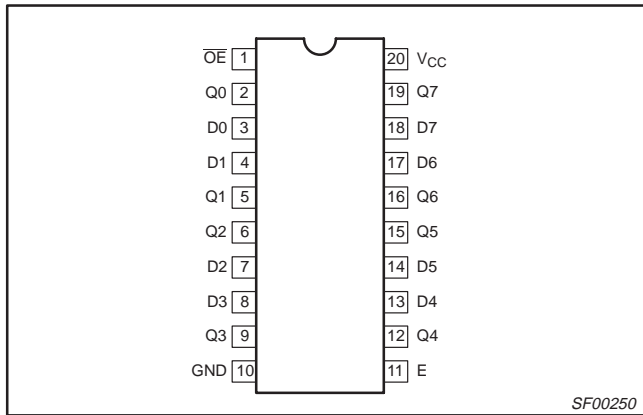 O̅E̅ 1 20 VCC
Q0 2 19 Q7
D0 3 18 D7
D1 4 17 D6
Q1 5 16 Q6
Q2 6 15 Q5
D2 7 14 D5
D3 8 13 D4
Q3 9 12 Q4
GND 10 11 E
SF00250